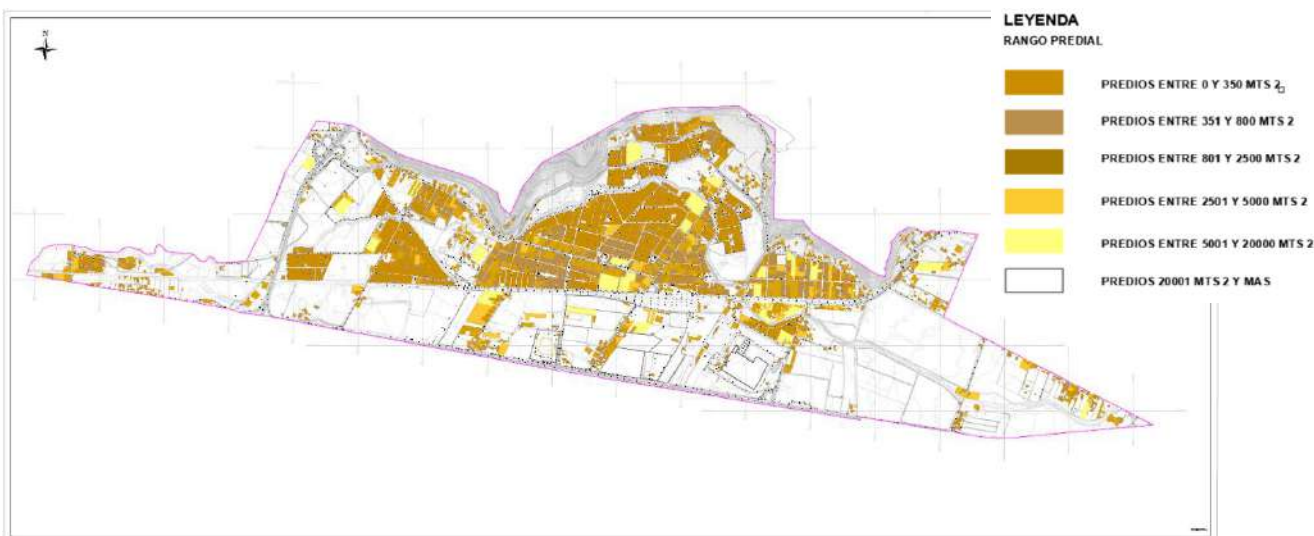 N
LEYENDA
RANGO PREDIAL
PREDIOS ENTRE 0 Y 350 MTS 2
PREDIOS ENTRE 351 Y 800 MTS 2
PREDIOS ENTRE 801 Y 2500 MTS 2
PREDIOS ENTRE 2501 Y 5000 MTS 2
PREDIOS ENTRE 5001 Y 20000 MTS 2
PREDIOS 20001 MTS 2 Y MAS